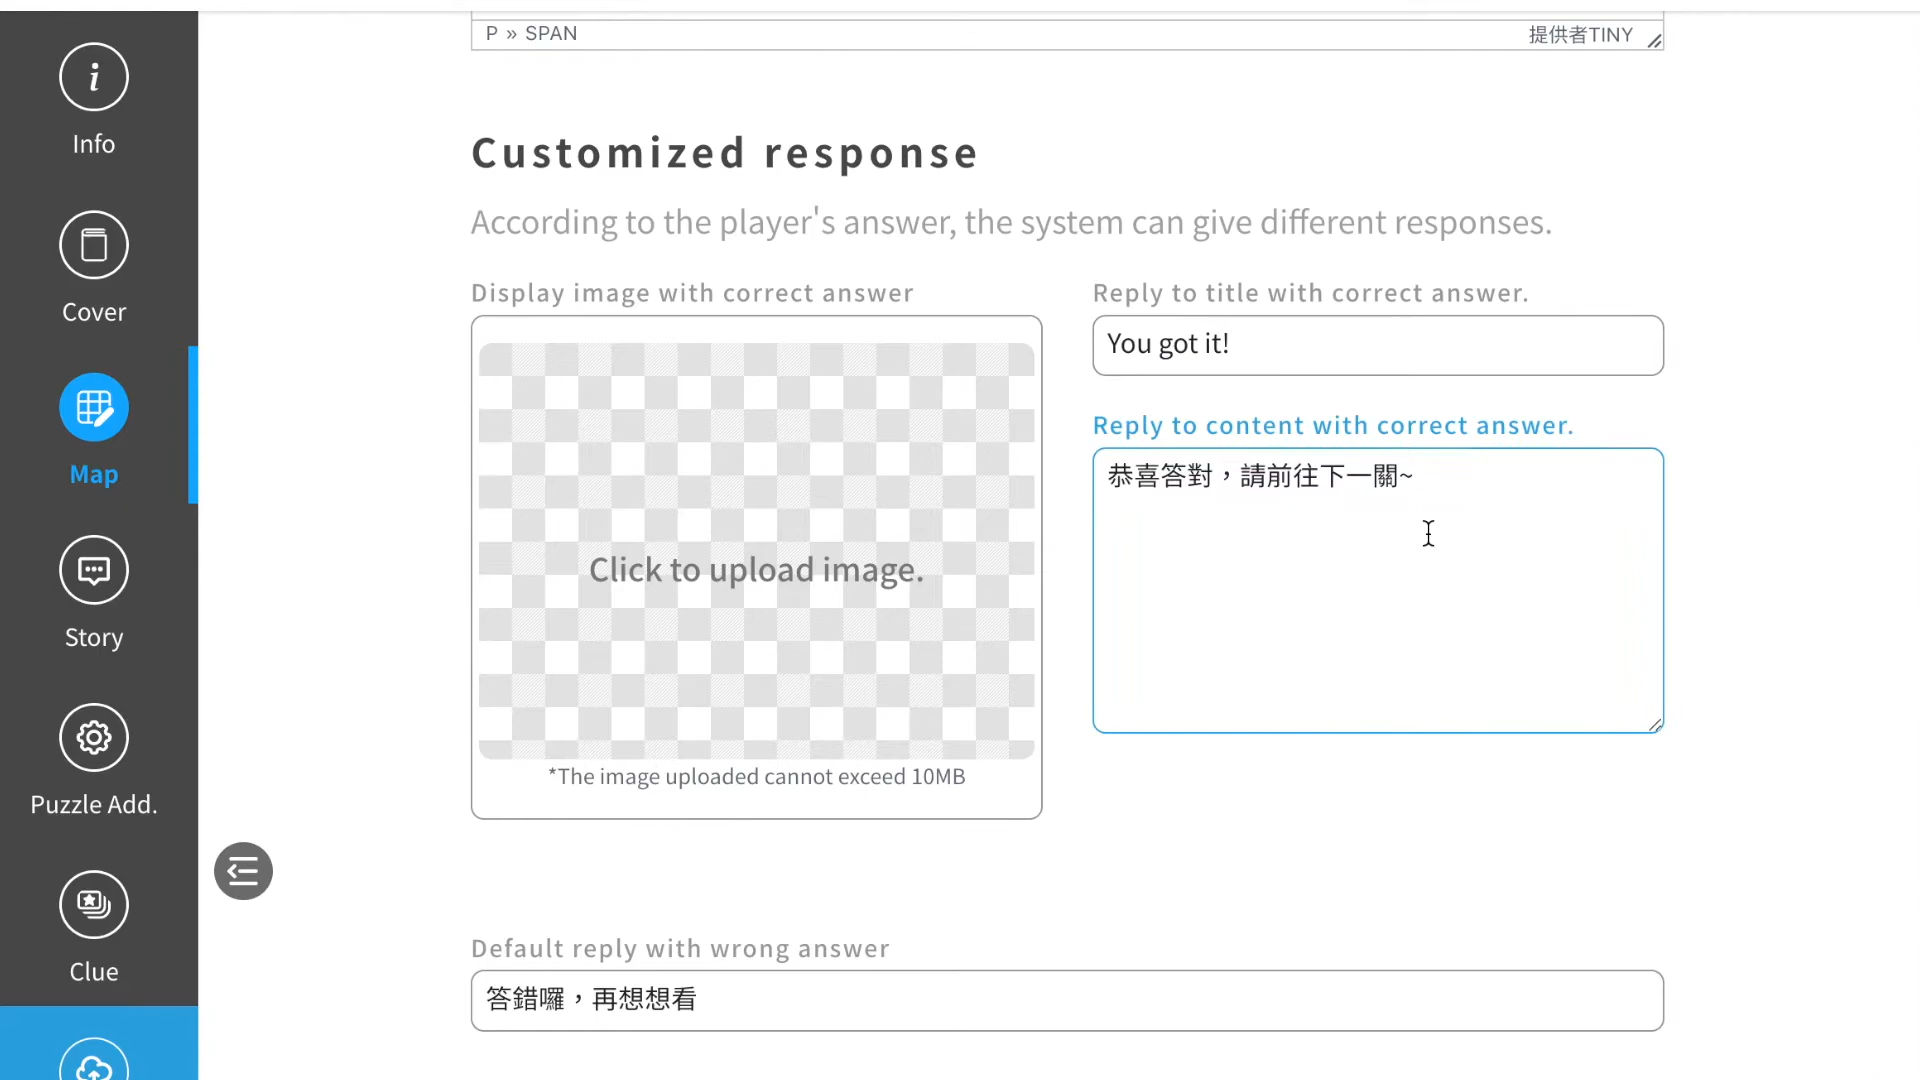 P » SPAN
提供者TINY
Info
Cover
Map
Story
Puzzle Add.
Clue
Customized response
According to the player's answer, the system can give different responses.
Display image with correct answer
Click to upload image.
*The image uploaded cannot exceed 10MB
Reply to title with correct answer.
You got it!
Reply to content with correct answer.
恭喜答對，請前往下一關~
Default reply with wrong answer
答錯囉，再想想看